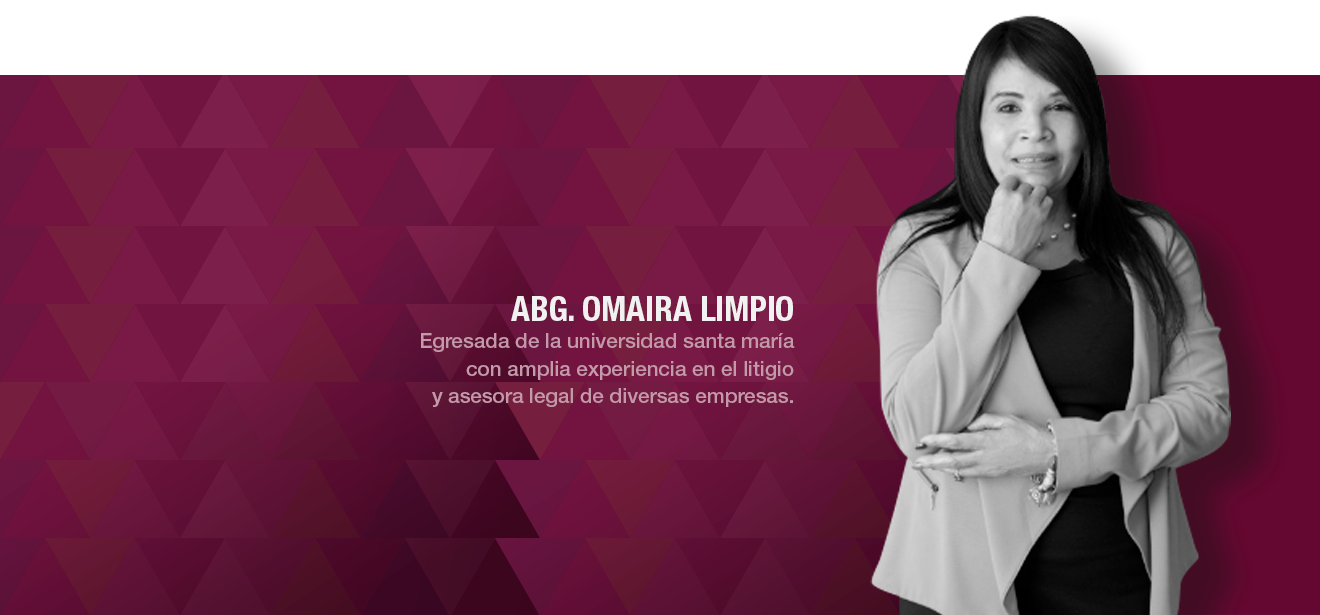 ABG. OMAIRA LIMPIO
Egresada de la universidad santa maría
con amplia experiencia en el litigio
y asesora legal de diversas empresas.